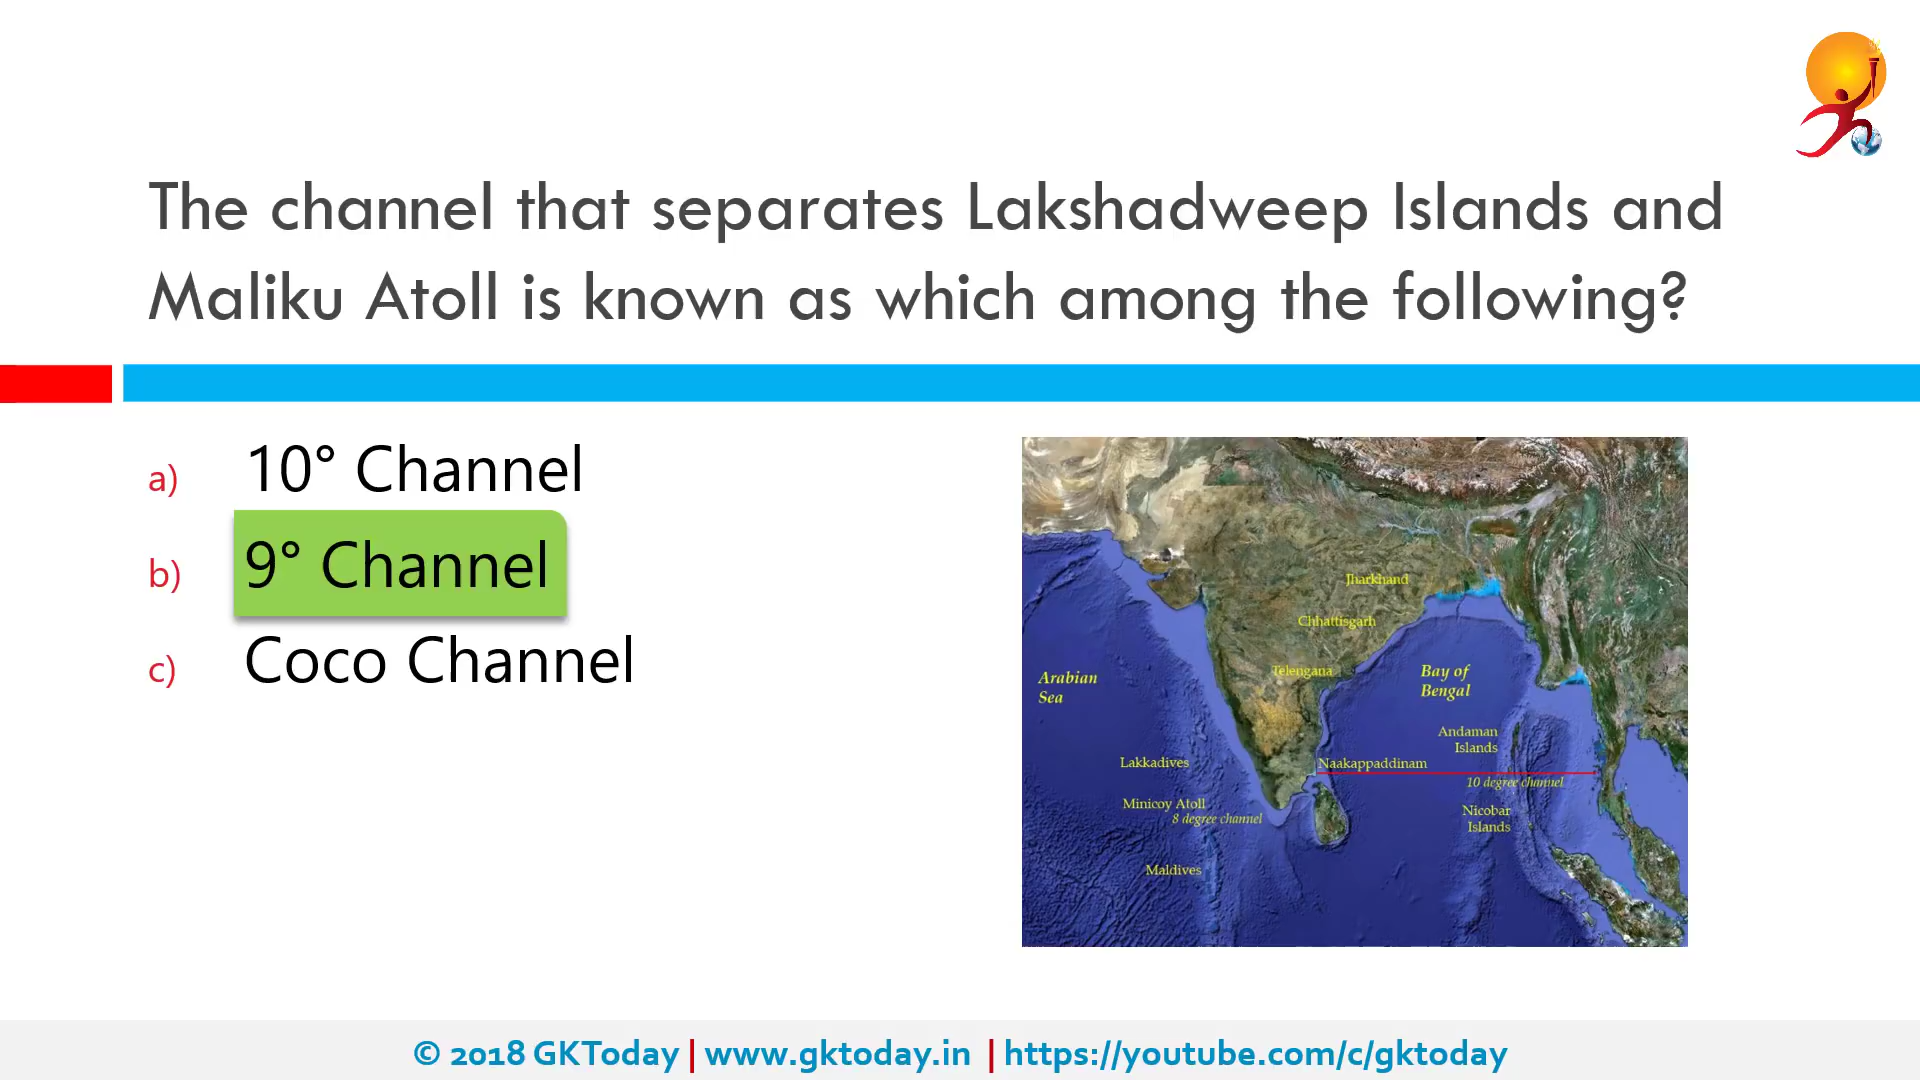 The channel that separates Lakshadweep Islands and
Maliku Atoll is known as which among the following?
a) 10° Channel
b) 9° Channel
c) Coco Channel
Jharkhand
Chhattisgarh
Telengana
Arabian
Sea
Bay of
Bengal
Andaman
Islands
Lakkadives
Naakappaddinam
10 degree channel
Minicoy Atoll
8 degree channel
Nicobar
Islands
Maldives
© 2018 GKToday | www.gktoday.in | https://youtube.com/c/gktoday